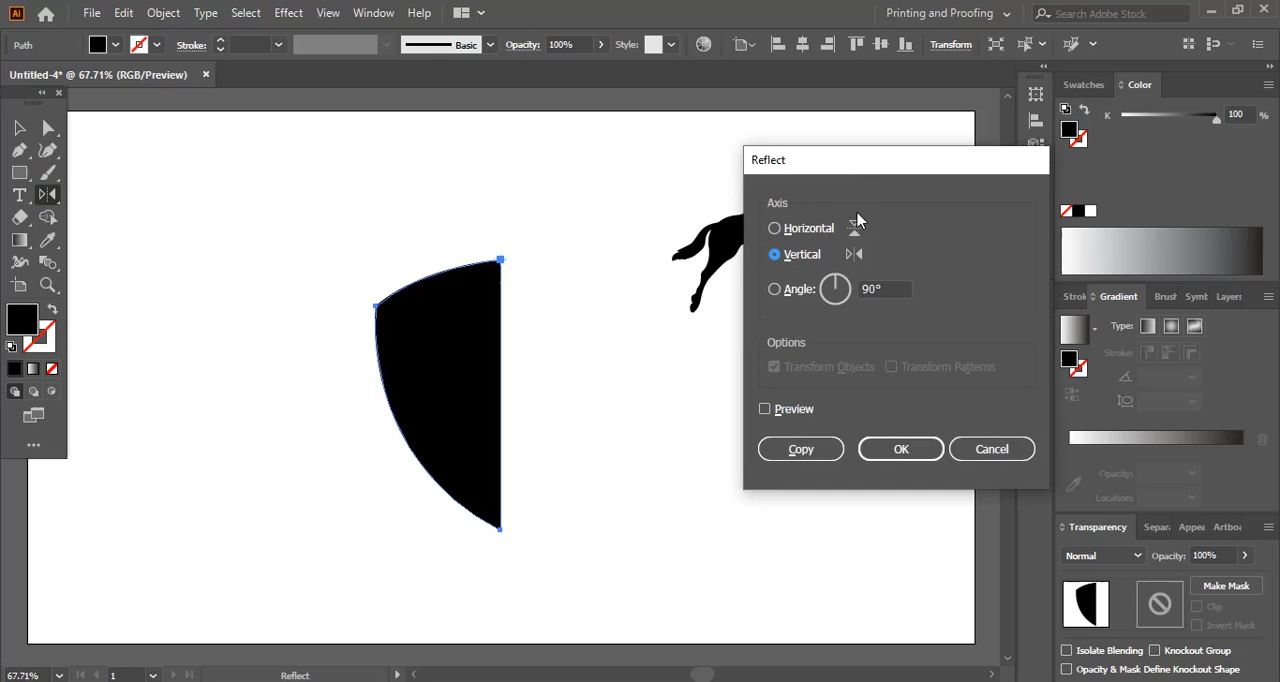 Ai File Edit Object Type Select Effect View Window Help Printing and Proofing Search Adobe Stock
Path Stroke: Basic Opacity: 100% Style: Transform
Untitled-4* @ 67.71% (RGB/Preview)
Swatches Color
K 100 %
Reflect
Axis
Horizontal
Vertical
Angle: 90°
Options
Transform Objects Transform Patterns
Preview
Copy OK Cancel
Strok Gradient Brush Symb Layers
Type:
Stroke:
Opacity:
Location:
Transparency Separ Appea Artboa
Normal Opacity: 100%
Make Mask
Clip
Invert Mask
Isolate Blending Knockout Group
Opacity & Mask Define Knockout Shape
67.71% 1 Reflect